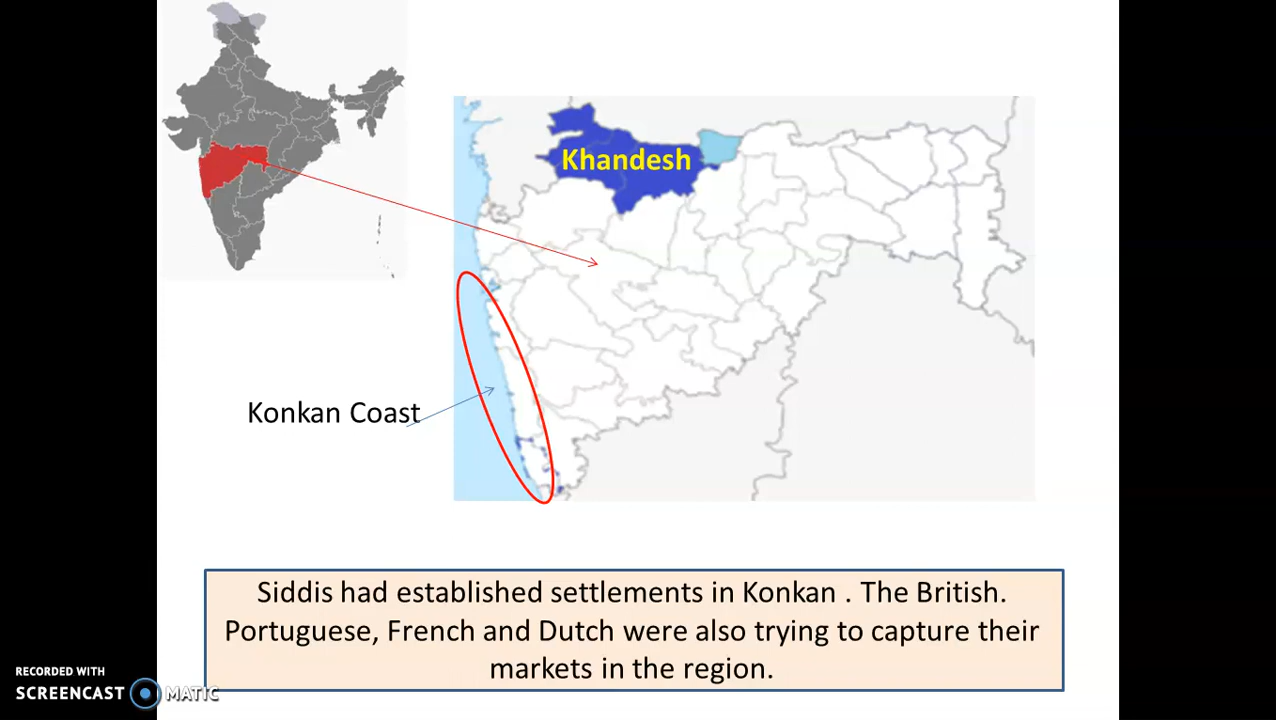 Khandesh
Konkan Coast
Siddis had established settlements in Konkan . The British.
Portuguese, French and Dutch were also trying to capture their
markets in the region.
RECORDED WITH
SCREENCAST MATIC